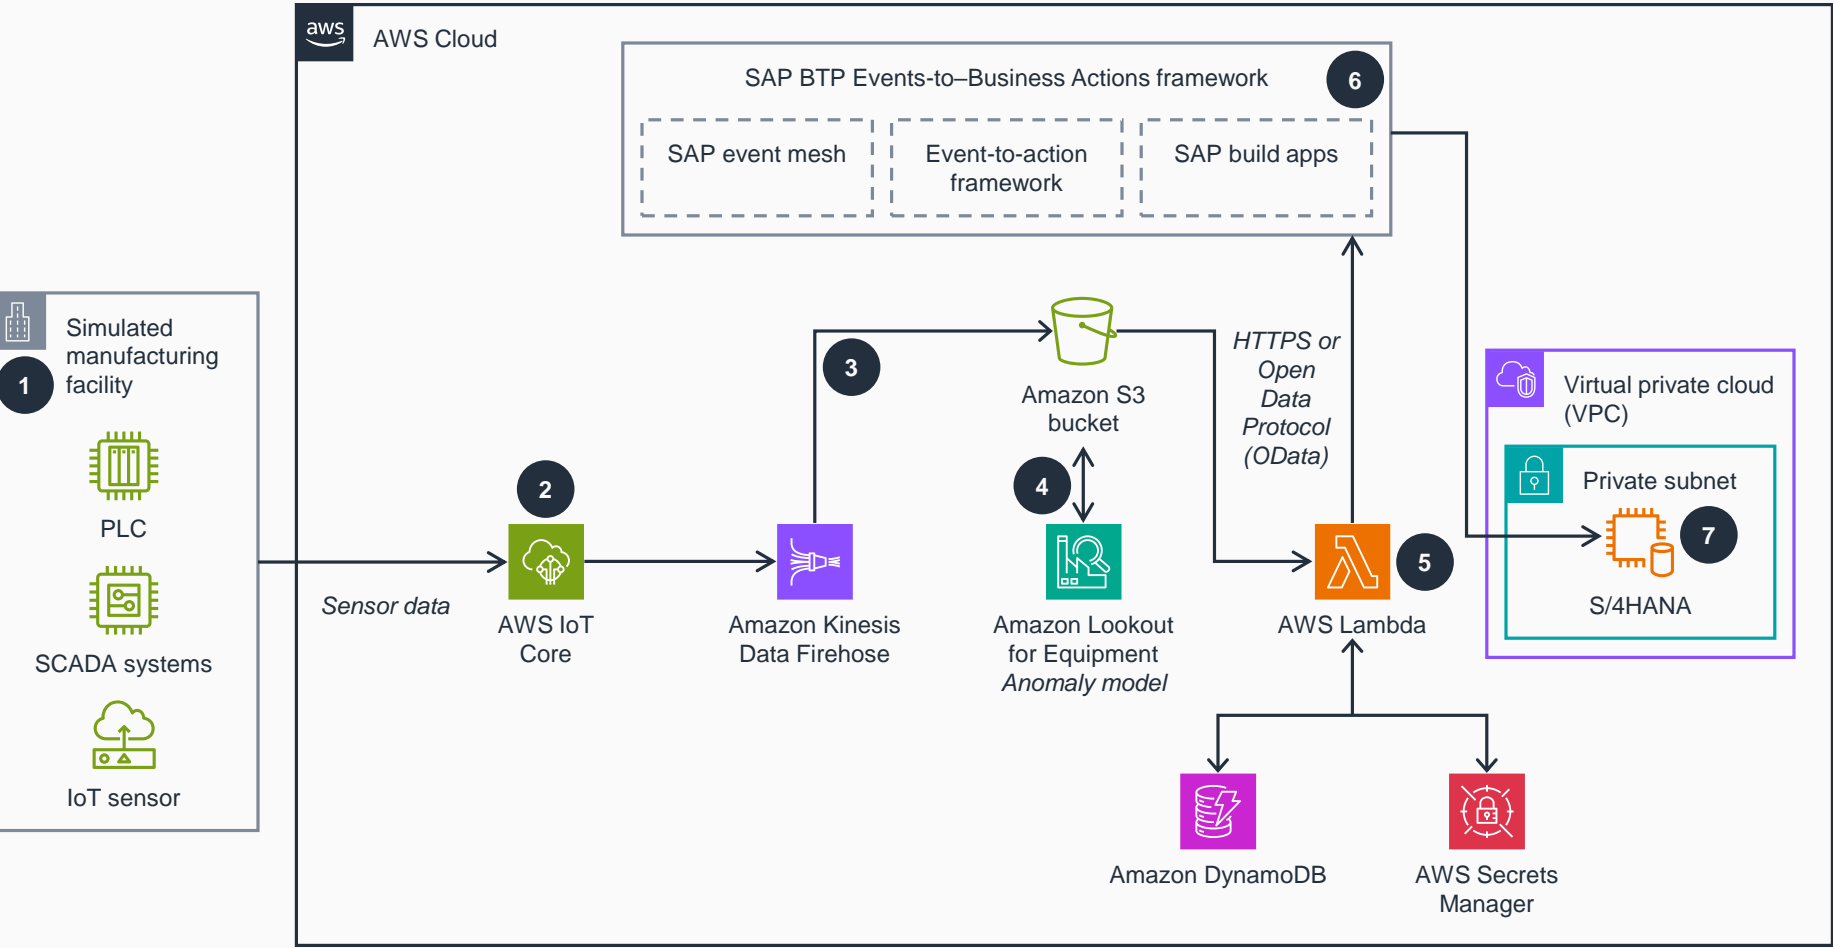 aws
AWS Cloud
SAP BTP Events-to–Business Actions framework
6
SAP event mesh
Event-to-action
framework
SAP build apps
Simulated
manufacturing
facility
1
PLC
SCADA systems
IoT sensor
Sensor data
2
AWS IoT
Core
3
Amazon Kinesis
Data Firehose
Amazon S3
bucket
4
Amazon Lookout
for Equipment
Anomaly model
HTTPS or
Open
Data
Protocol
(OData)
5
AWS Lambda
Amazon DynamoDB
AWS Secrets
Manager
Virtual private cloud
(VPC)
Private subnet
7
S/4HANA